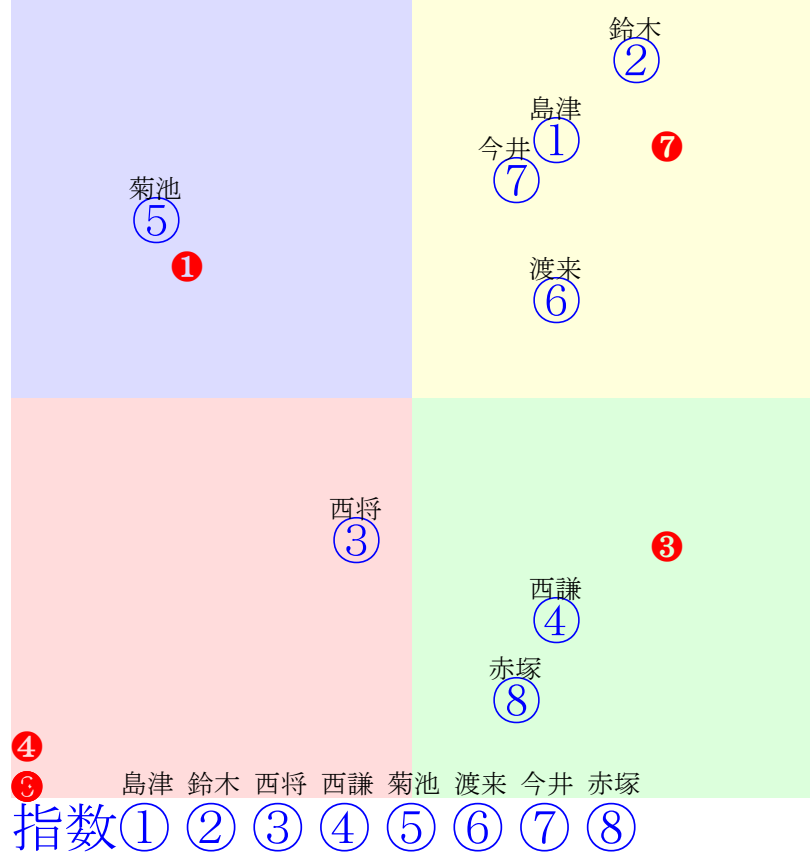 鈴木
②
島津
①
❼
今井
⑦
菊池
⑤
❶
渡来
⑥
西将
③
❸
西謙
④
赤塚
⑧
❹
島津 鈴木 西将 西謙 菊池 渡来 今井 赤塚
指数①②③④⑤⑥⑦⑧